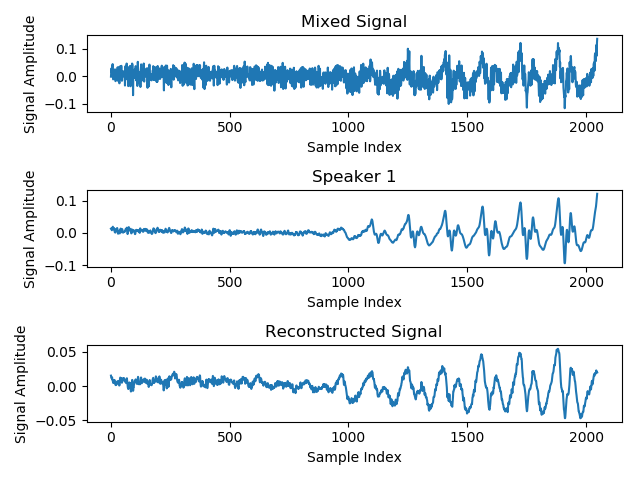 Mixed Signal
Signal Amplitude
0.1
0.0
−0.1
0 500 1000 1500 2000
Sample Index
Speaker 1
Signal Amplitude
0.1
0.0
−0.1
0 500 1000 1500 2000
Sample Index
Reconstructed Signal
Signal Amplitude
0.05
0.00
−0.05
0 500 1000 1500 2000
Sample Index